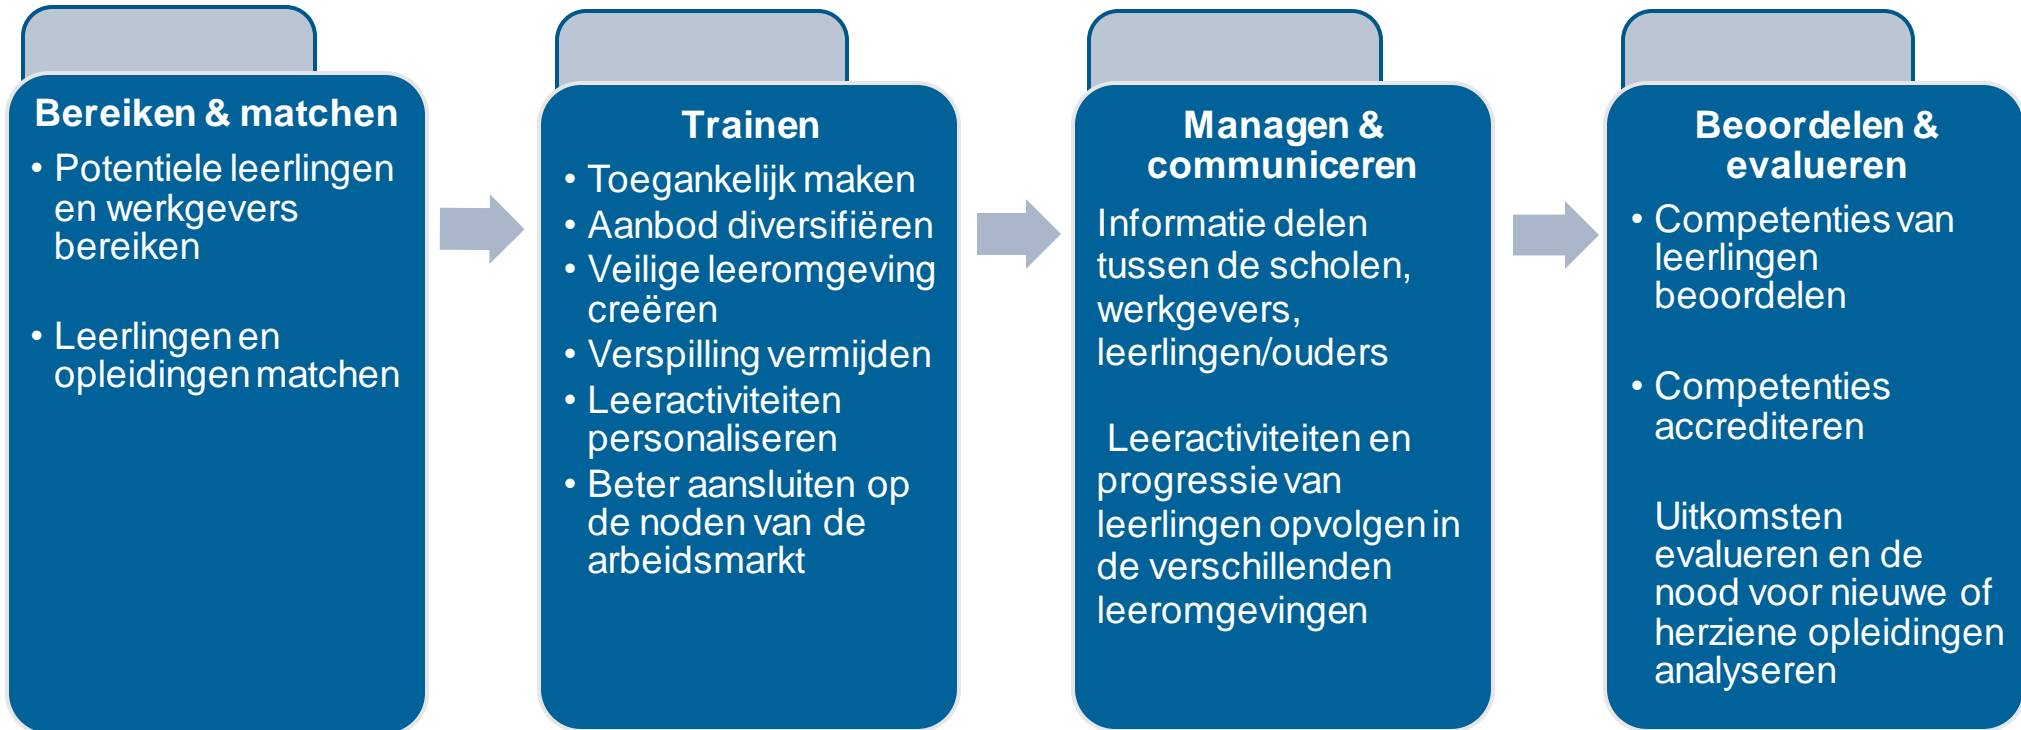 Bereiken & matchen
• Potentiele leerlingen
en werkgevers
bereiken
• Leerlingen en
opleidingen matchen
Trainen
• Toegankelijk maken
• Aanbod diversifiëren
• Veilige leeromgeving
creëren
• Verspilling vermijden
• Leeractiviteiten
personaliseren
• Beter aansluiten op
de noden van de
arbeidsmarkt
Managen &
communiceren
Informatie delen
tussen de scholen,
werkgevers,
leerlingen/ouders
Leeractiviteiten en
progressie van
leerlingen opvolgen in
de verschillenden
leeromgevingen
Beoordelen &
evalueren
• Competenties van
leerlingen
beoordelen
• Competenties
accrediteren
Uitkomsten
evalueren en de
nood voor nieuwe of
herziene opleidingen
analyseren